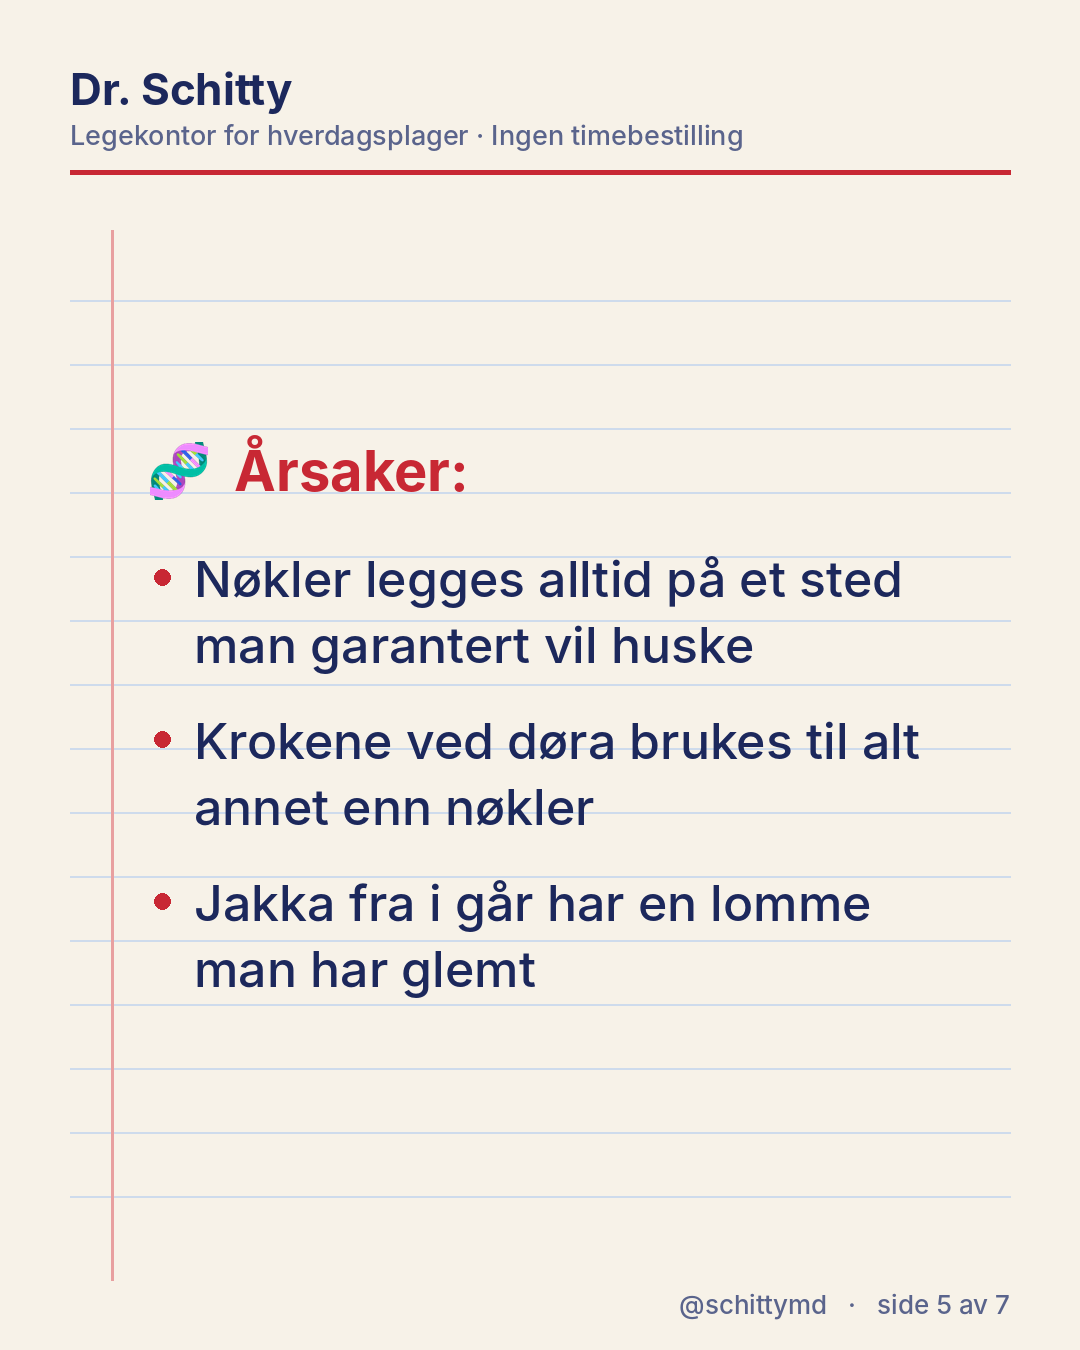 Dr. Schitty
Legekontor for hverdagsplager · Ingen timebestilling
🧬 Årsaker:
• Nøkler legges alltid på et sted
man garantert vil huske
• Krokene ved døra brukes til alt
annet enn nøkler
• Jakka fra i går har en lomme
man har glemt
@schittymd · side 5 av 7